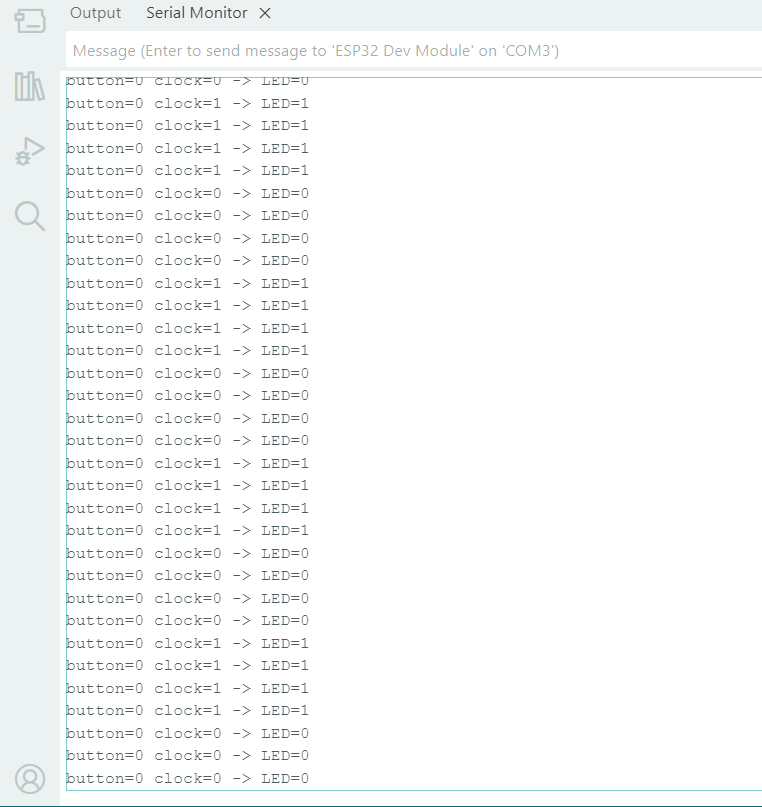 Output Serial Monitor
Message (Enter to send message to 'ESP32 Dev Module' on 'COM3')
button=0 clock=0 -> LED=0
button=0 clock=1 -> LED=1
button=0 clock=1 -> LED=1
button=0 clock=1 -> LED=1
button=0 clock=1 -> LED=1
button=0 clock=0 -> LED=0
button=0 clock=0 -> LED=0
button=0 clock=0 -> LED=0
button=0 clock=0 -> LED=0
button=0 clock=1 -> LED=1
button=0 clock=1 -> LED=1
button=0 clock=1 -> LED=1
button=0 clock=1 -> LED=1
button=0 clock=0 -> LED=0
button=0 clock=0 -> LED=0
button=0 clock=0 -> LED=0
button=0 clock=0 -> LED=0
button=0 clock=1 -> LED=1
button=0 clock=1 -> LED=1
button=0 clock=1 -> LED=1
button=0 clock=1 -> LED=1
button=0 clock=0 -> LED=0
button=0 clock=0 -> LED=0
button=0 clock=0 -> LED=0
button=0 clock=0 -> LED=0
button=0 clock=1 -> LED=1
button=0 clock=1 -> LED=1
button=0 clock=1 -> LED=1
button=0 clock=1 -> LED=1
button=0 clock=0 -> LED=0
button=0 clock=0 -> LED=0
button=0 clock=0 -> LED=0